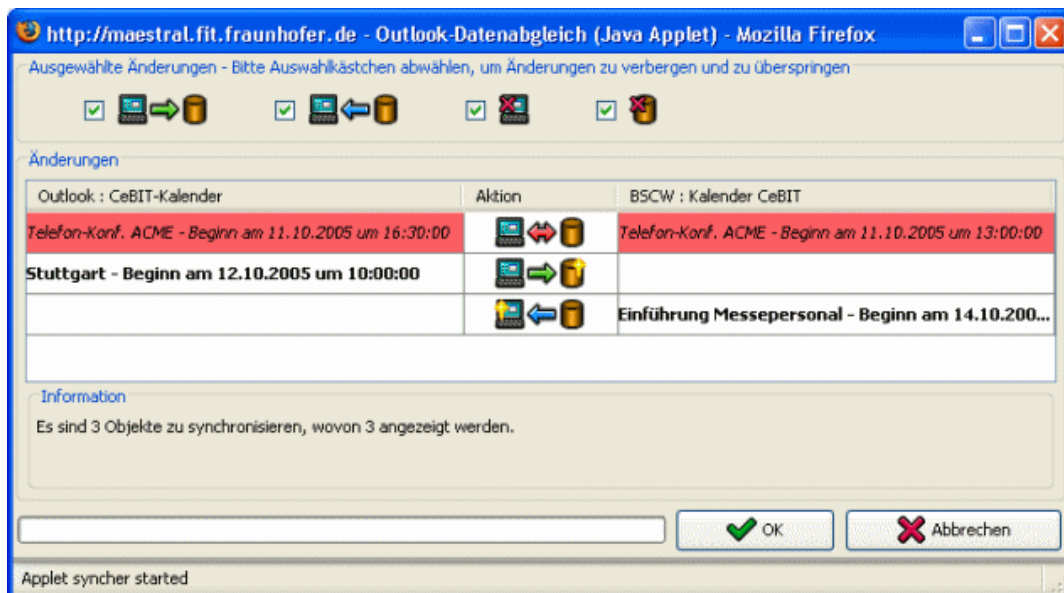 http://maestral.fit.fraunhofer.de - Outlook-Datenabgleich (Java Applet) - Mozilla Firefox
Ausgewählte Änderungen - Bitte Auswahlkästchen abwählen, um Änderungen zu verbergen und zu überspringen
Änderungen
Outlook : CeBIT-Kalender Aktion BSCW : Kalender CeBIT
Telefon-Konf. ACME - Beginn am 11.10.2005 um 16:30:00 Telefon-Konf. ACME - Beginn am 11.10.2005 um 13:00:00
Stuttgart - Beginn am 12.10.2005 um 10:00:00
Einführung Messepersonal - Beginn am 14.10.200...
Information
Es sind 3 Objekte zu synchronisieren, wovon 3 angezeigt werden.
OK Abbrechen
Applet syncher started